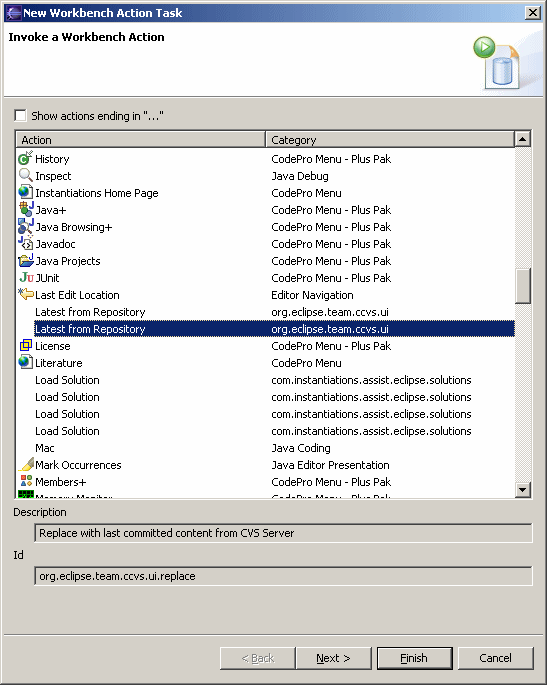 New Workbench Action Task
Invoke a Workbench Action
Show actions ending in "..."
Action Category
History CodePro Menu - Plus Pak
Inspect Java Debug
Instantiations Home Page CodePro Menu
Java+ CodePro Menu - Plus Pak
Java Browsing+ CodePro Menu - Plus Pak
Javadoc CodePro Menu - Plus Pak
Java Projects CodePro Menu - Plus Pak
JUnit CodePro Menu - Plus Pak
Last Edit Location Editor Navigation
Latest from Repository org.eclipse.team.ccvs.ui
Latest from Repository org.eclipse.team.ccvs.ui
License CodePro Menu - Plus Pak
Literature CodePro Menu
Load Solution com.instantiations.assist.eclipse.solutions
Load Solution com.instantiations.assist.eclipse.solutions
Load Solution com.instantiations.assist.eclipse.solutions
Load Solution com.instantiations.assist.eclipse.solutions
Mac Java Coding
Mark Occurrences Java Editor Presentation
Members+ CodePro Menu - Plus Pak
Memory Monitor CodePro Menu - Plus Pak
Description
Replace with last committed content from CVS Server
Id
org.eclipse.team.ccvs.ui.replace
< Back Next > Finish Cancel